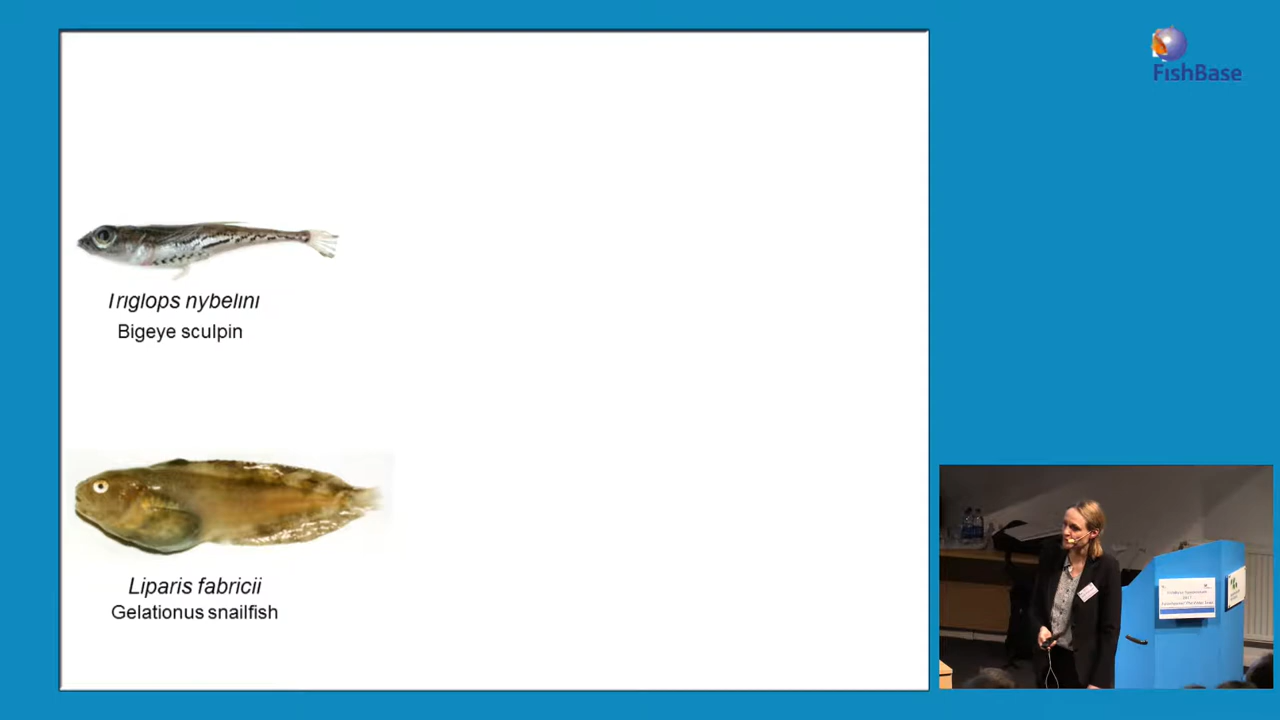 FishBase
Triglops nybelini
Bigeye sculpin
Liparis fabricii
Gelationus snailfish